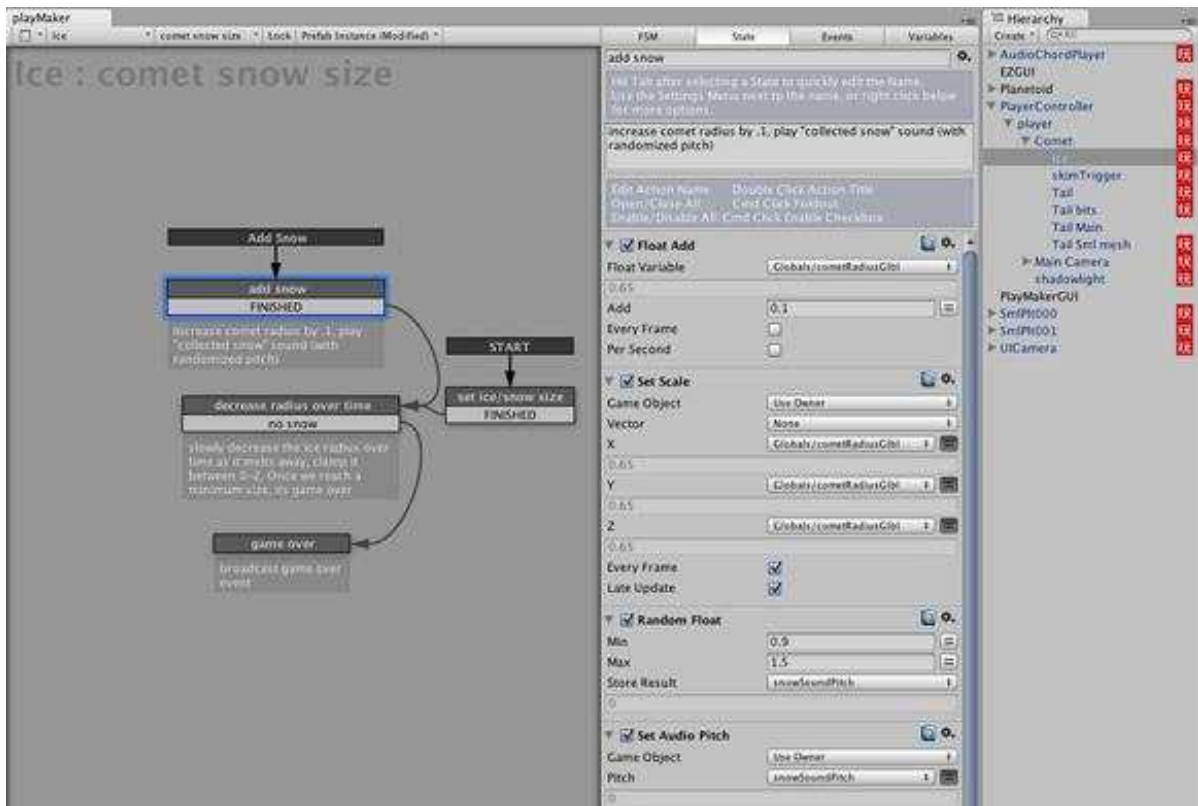 playMaker
Ice
comet snow size
Lock
Prefab Instance (Modified)
Ice : comet snow size
Add Snow
add snow
FINISHED
increase comet radius by .1, play
"collected snow" sound (with
randomized pitch)
START
set ice/snow size
FINISHED
decrease radius over time
no snow
slowly decrease the ice radius over
time as it melts away, clamp it
between 0-2. Once we reach a
minimum size, its game over
game over
broadcast game over
event
FSM
State
Events
Variables
add snow
Hit Tab after selecting a State to quickly edit the Name.
Use the Settings Menu next to the name, or right click below
for more options.
increase comet radius by .1, play "collected snow" sound (with
randomized pitch)
Edit Action Name: Double Click Action Title
Open/Close All: Cmd Click Foldout
Enable/Disable All: Cmd Click Enable Checkbox
Float Add
Float Variable
Globals/cometRadiusGlbl
0.65
Add
0.1
Every Frame
Per Second
Set Scale
Game Object
Use Owner
Vector
None
X
Globals/cometRadiusGlbl
0.65
Y
Globals/cometRadiusGlbl
0.65
Z
Globals/cometRadiusGlbl
0.65
Every Frame
Late Update
Random Float
Min
0.9
Max
1.5
Store Result
snowSoundPitch
0
Set Audio Pitch
Game Object
Use Owner
Pitch
snowSoundPitch
0
Hierarchy
Create
All
AudioChordPlayer
EZGUI
Planetoid
PlayerController
player
Comet
Ice
skimTrigger
Tail
Tail bits
Tail Main
Tail Sml mesh
Main Camera
shadowlight
PlayMakerGUI
SmlPlt000
SmlPlt001
UICamera